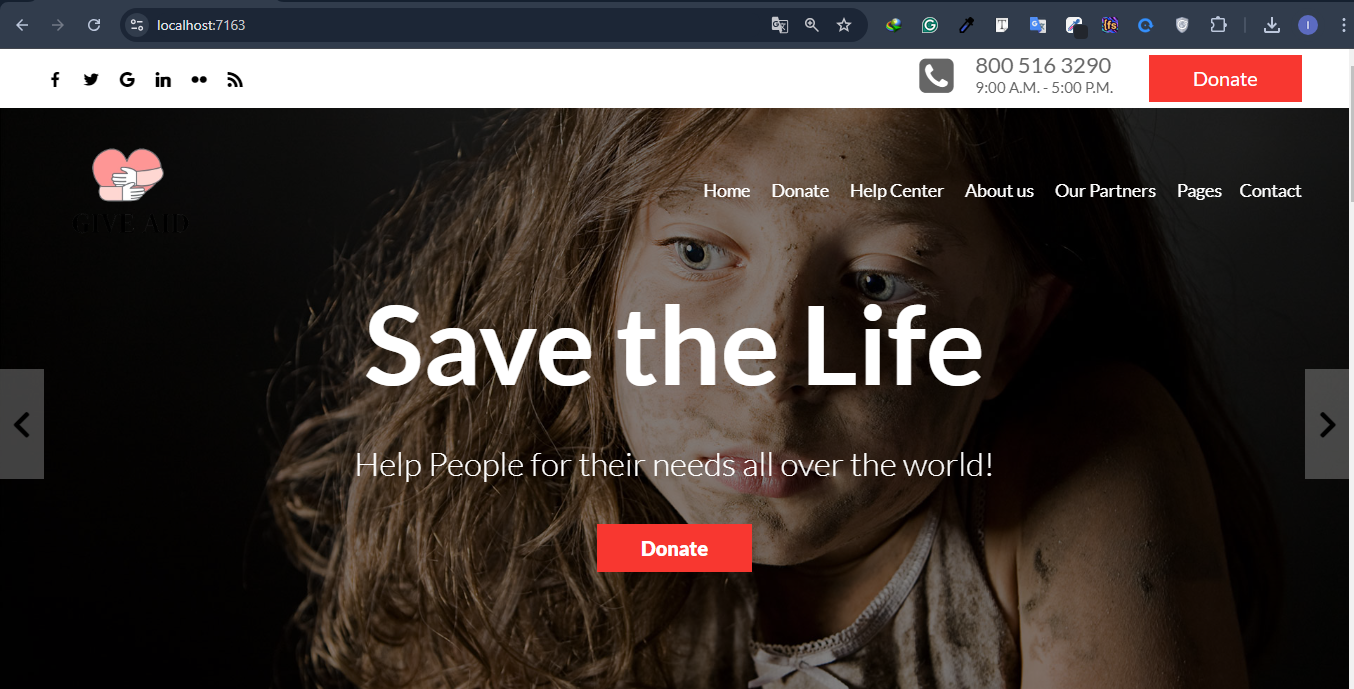 localhost:7163
800 516 3290
9:00 A.M. - 5:00 P.M.
Donate
GIVE AID
Home Donate Help Center About us Our Partners Pages Contact
Save the Life
Help People for their needs all over the world!
Donate